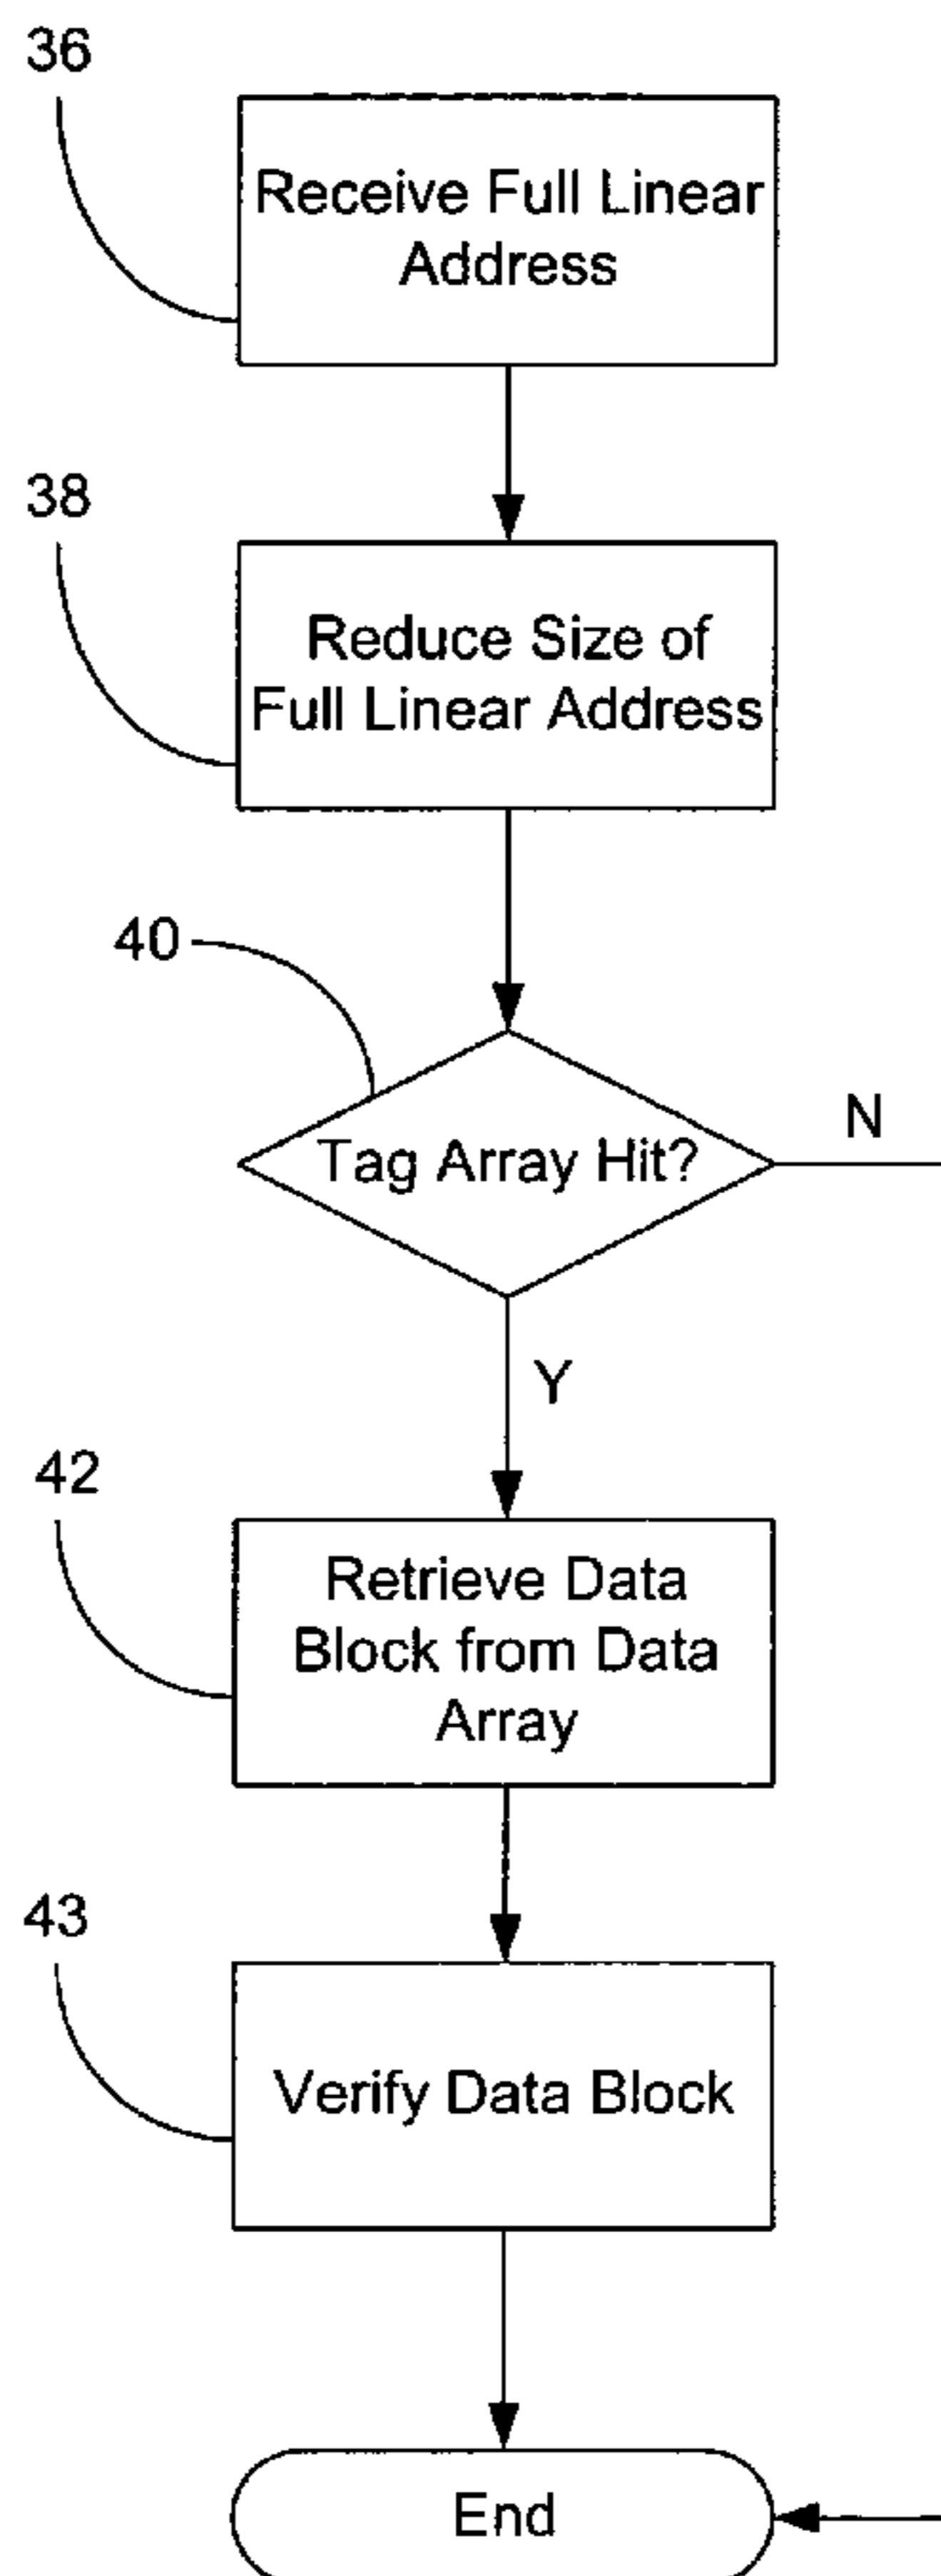 36
Receive Full Linear
Address
38
Reduce Size of
Full Linear Address
40
Tag Array Hit?
N
Y
42
Retrieve Data
Block from Data
Array
43
Verify Data Block
End